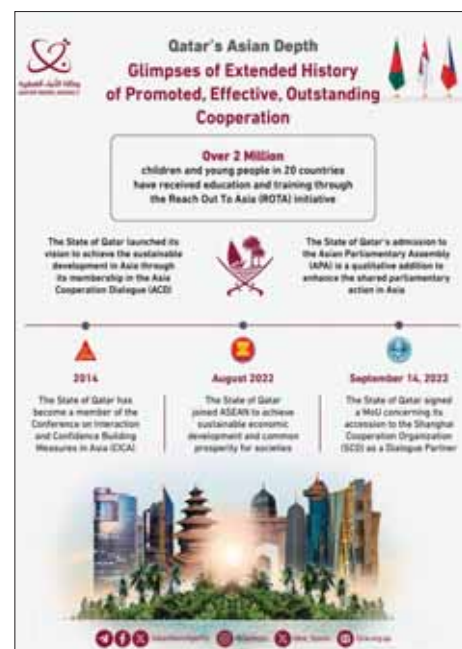 وكالة الأنباء القطرية
QATAR NEWS AGENCY
Qatar's Asian Depth
Glimpses of Extended History
of Promoted, Effective, Outstanding
Cooperation
Over 2 Million
children and young people in 20 countries
have received education and training through
the Reach Out To Asia (ROTA) initiative
The State of Qatar launched its
vision to achieve the sustainable
development in Asia through
its membership in the Asia
Cooperation Dialogue (ACD)
The State of Qatar's admission to
the Asian Parliamentary Assembly
(APA) is a qualitative addition to
enhance the shared parliamentary
action in Asia
2014
The State of Qatar has
become a member of the
Conference on Interaction
and Confidence Building
Measures in Asia (CICA)
August 2022
The State of Qatar
joined ASEAN to achieve
sustainable economic
development and common
prosperity for societies
September 14, 2022
The State of Qatar signed
a MoU concerning its
accession to the Shanghai
Cooperation Organization
(SCO) as a Dialogue Partner